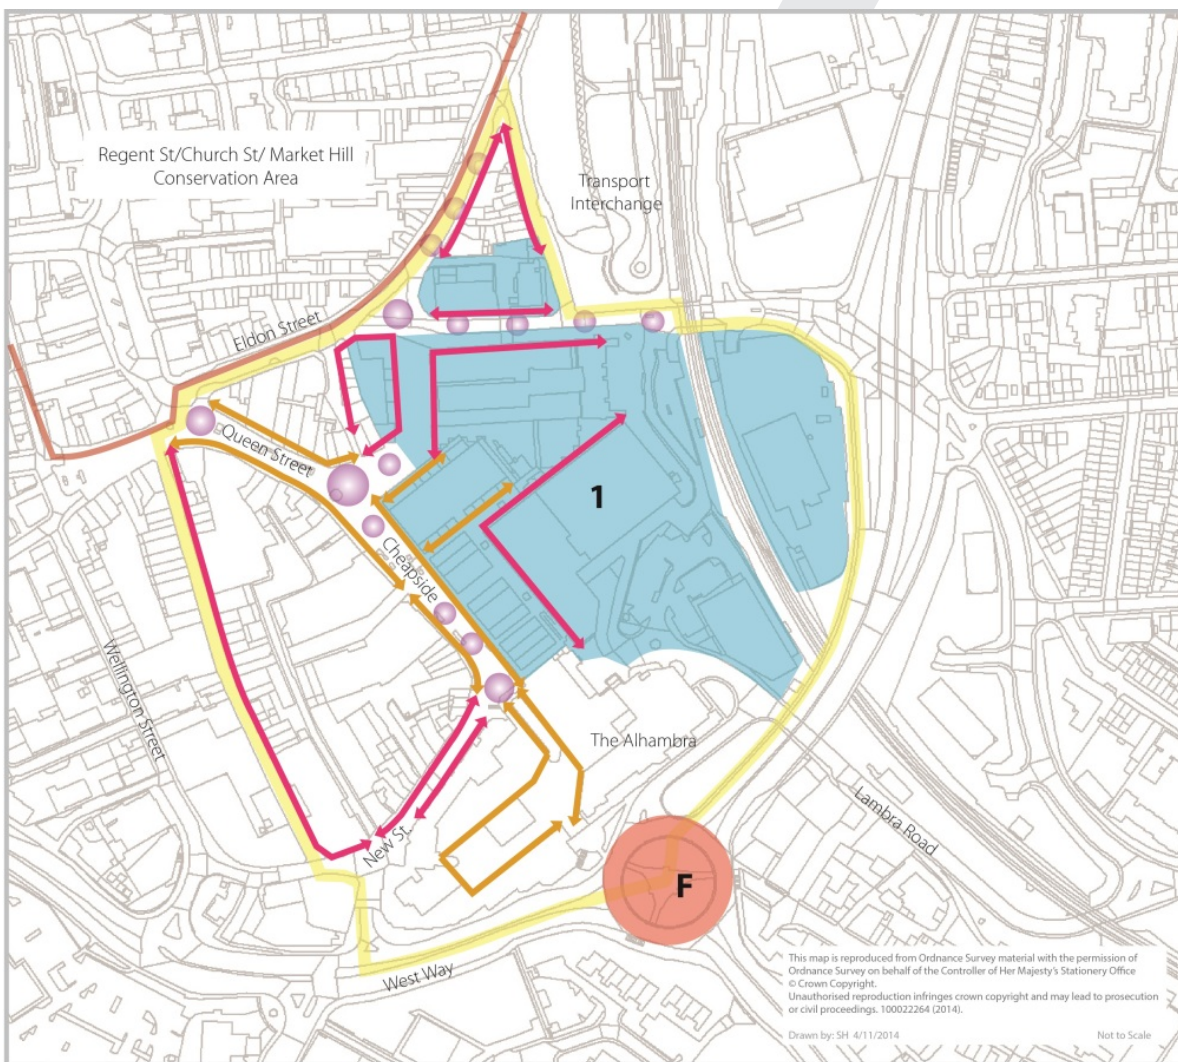 Regent St/Church St/ Market Hill
Conservation Area
Transport
Interchange
Eldon Street
Queen Street
1
Cheapside
Wellington Street
The Alhambra
Lambra Road
New St.
F
West Way
This map is reproduced from Ordnance Survey material with the permission of
Ordnance Survey on behalf of the Controller of Her Majesty's Stationery Office
© Crown Copyright.
Unauthorised reproduction infringes crown copyright and may lead to prosecution
or civil proceedings. 100022264 (2014).
Drawn by: SH 4/11/2014
Not to Scale